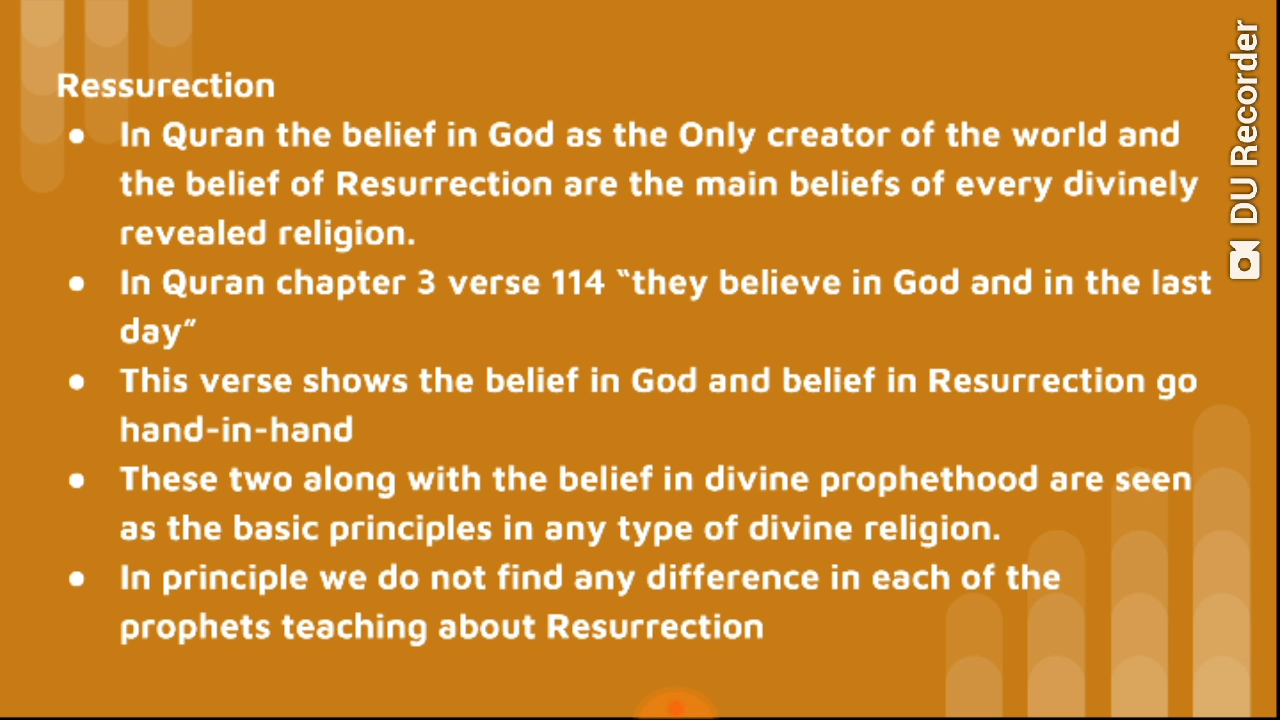 Ressurection
● In Quran the belief in God as the Only creator of the world and
the belief of Resurrection are the main beliefs of every divinely
revealed religion.
● In Quran chapter 3 verse 114 “they believe in God and in the last
day”
● This verse shows the belief in God and belief in Resurrection go
hand-in-hand
● These two along with the belief in divine prophethood are seen
as the basic principles in any type of divine religion.
● In principle we do not find any difference in each of the
prophets teaching about Resurrection
DU Recorder